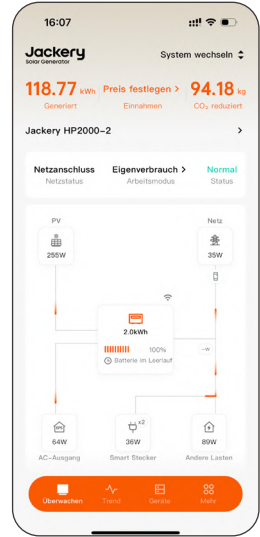 16:07
Jackery
Solar Generator
System wechseln
118.77 kWh
Preis festlegen >
94.18 kg
Generiert
Einnahmen
CO₂ reduziert
Jackery HP2000-2 >
Netzanschluss
Eigenverbrauch >
Normal
Netzstatus
Arbeitsmodus
Status
PV
Netz
255W
35W
2.0kWh
100%
Batterie im Leerlauf
-W
EPS
x2
64W
36W
89W
AC-Ausgang
Smart Stecker
Andere Lasten
Überwachen
Trend
Geräte
Mehr